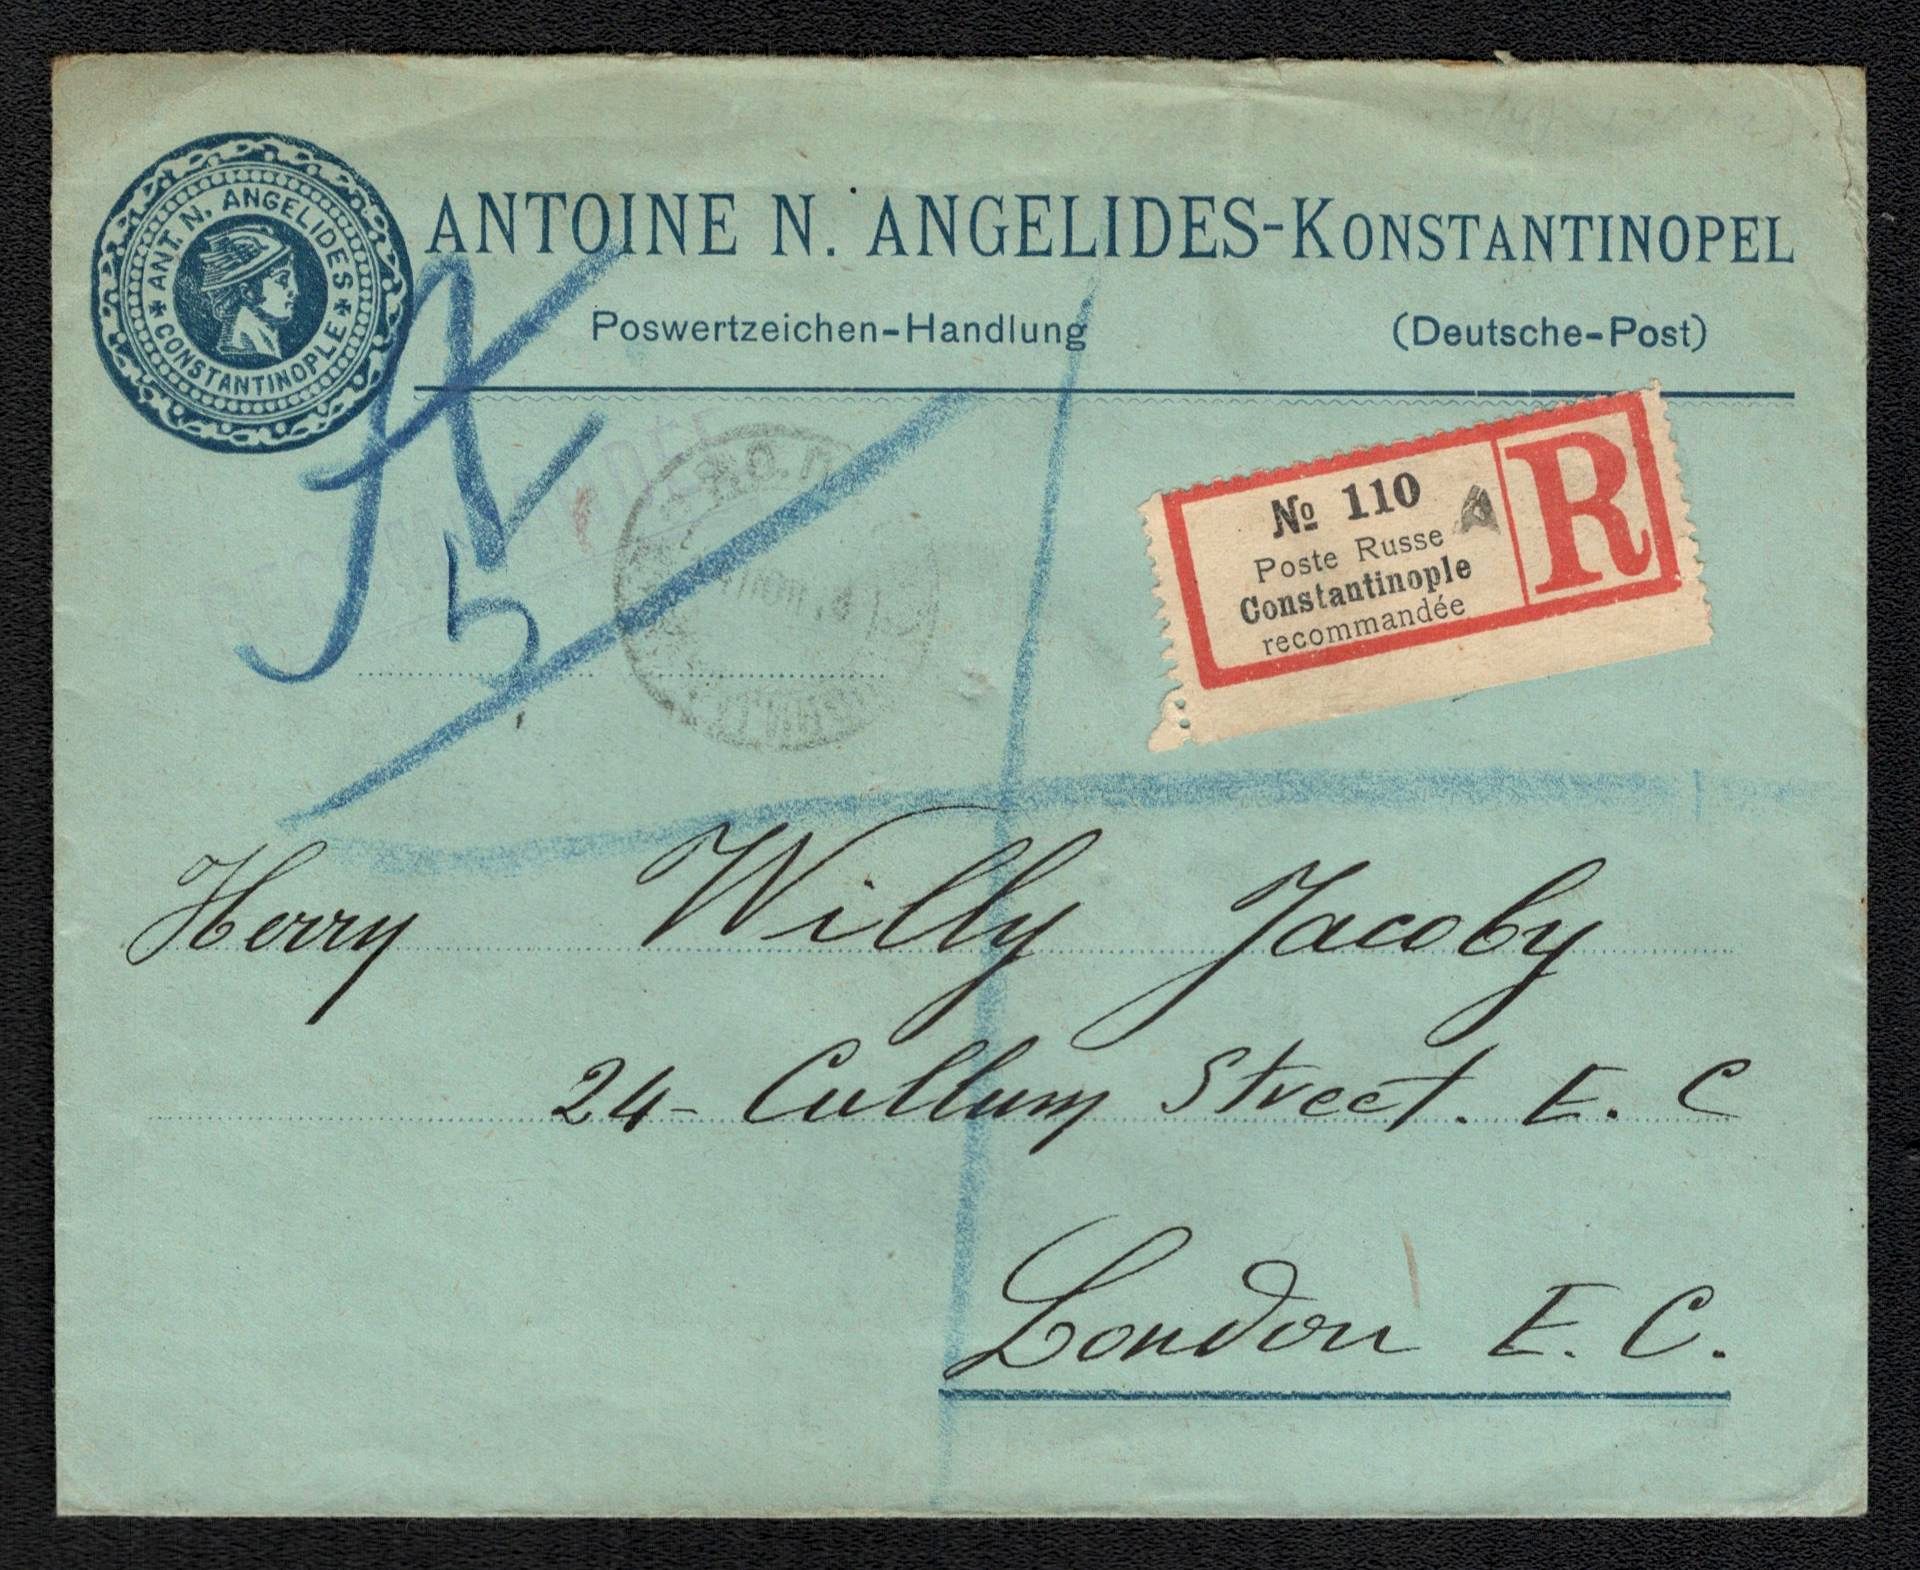 ANT. N. ANGELIDES
CONSTANTINOPLE
ANTOINE N. ANGELIDES-KONSTANTINOPEL
Poswertzeichen-Handlung (Deutsche-Post)
№ 110
Poste Russe A
Constantinople
recommandée
R
5
Herry Willy Jacoby
24- Cullum Street. E. C
London E. C.